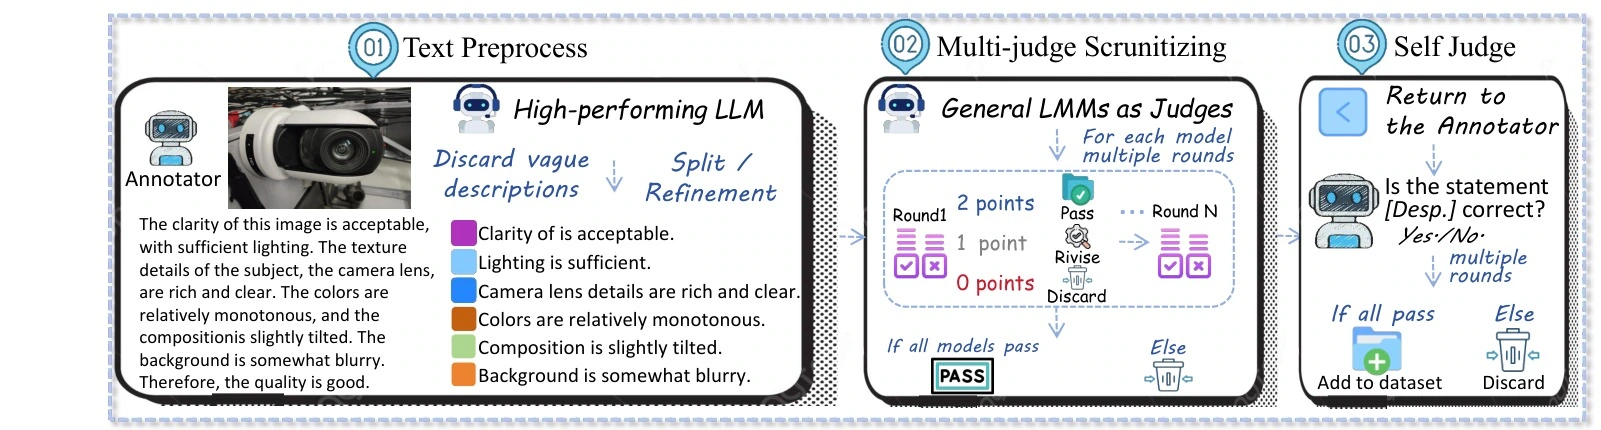 01 Text Preprocess
02 Multi-judge Scrunitizing
03 Self Judge
Annotator
The clarity of this image is acceptable,
with sufficient lighting. The texture
details of the subject, the camera lens,
are rich and clear. The colors are
relatively monotonous, and the
compositionis slightly tilted. The
background is somewhat blurry.
Therefore, the quality is good.
High-performing LLM
Discard vague
descriptions
Split /
Refinement
Clarity of is acceptable.
Lighting is sufficient.
Camera lens details are rich and clear.
Colors are relatively monotonous.
Composition is slightly tilted.
Background is somewhat blurry.
General LMMs as Judges
For each model
multiple rounds
Round1
2 points
1 point
0 points
Pass
Rivise
Discard
...
Round N
If all models pass
PASS
Else
Return to
the Annotator
Is the statement
[Desp.] correct?
Yes·/No·
multiple
rounds
If all pass
Else
Add to dataset
Discard